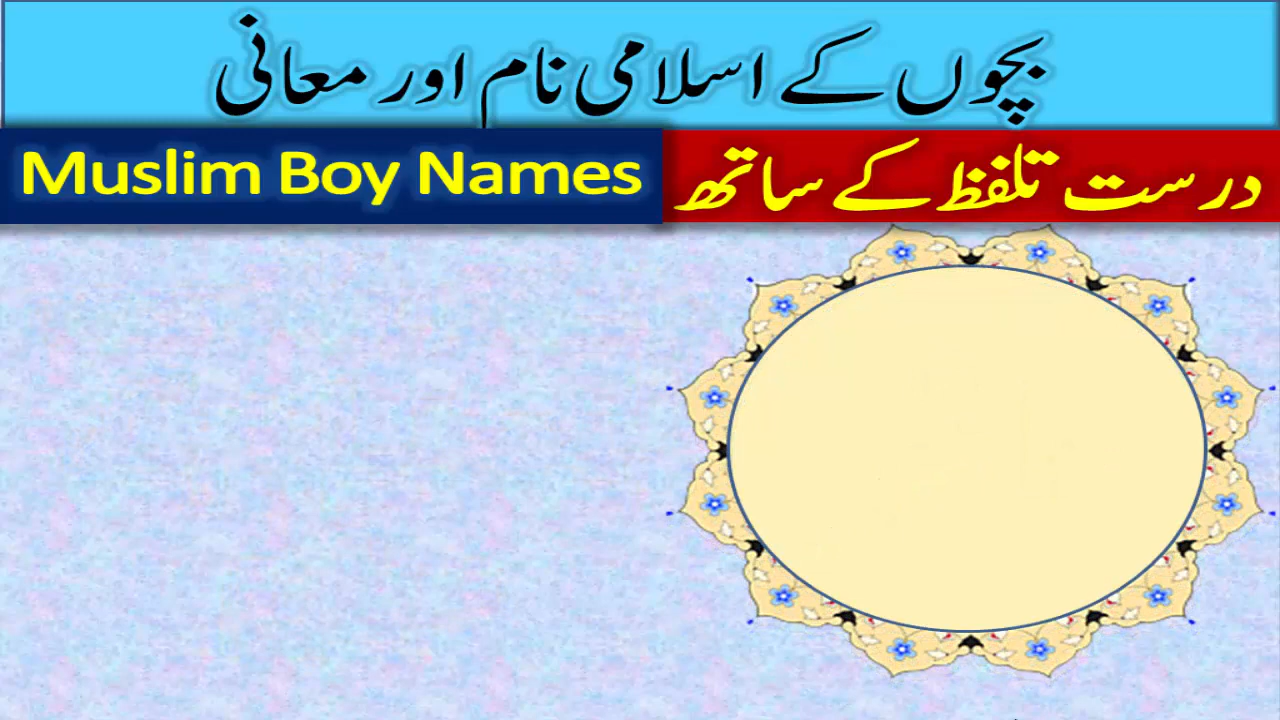 بچوں کے اسلامی نام اور معانی
درست تلفظ کے ساتھ
Muslim Boy Names